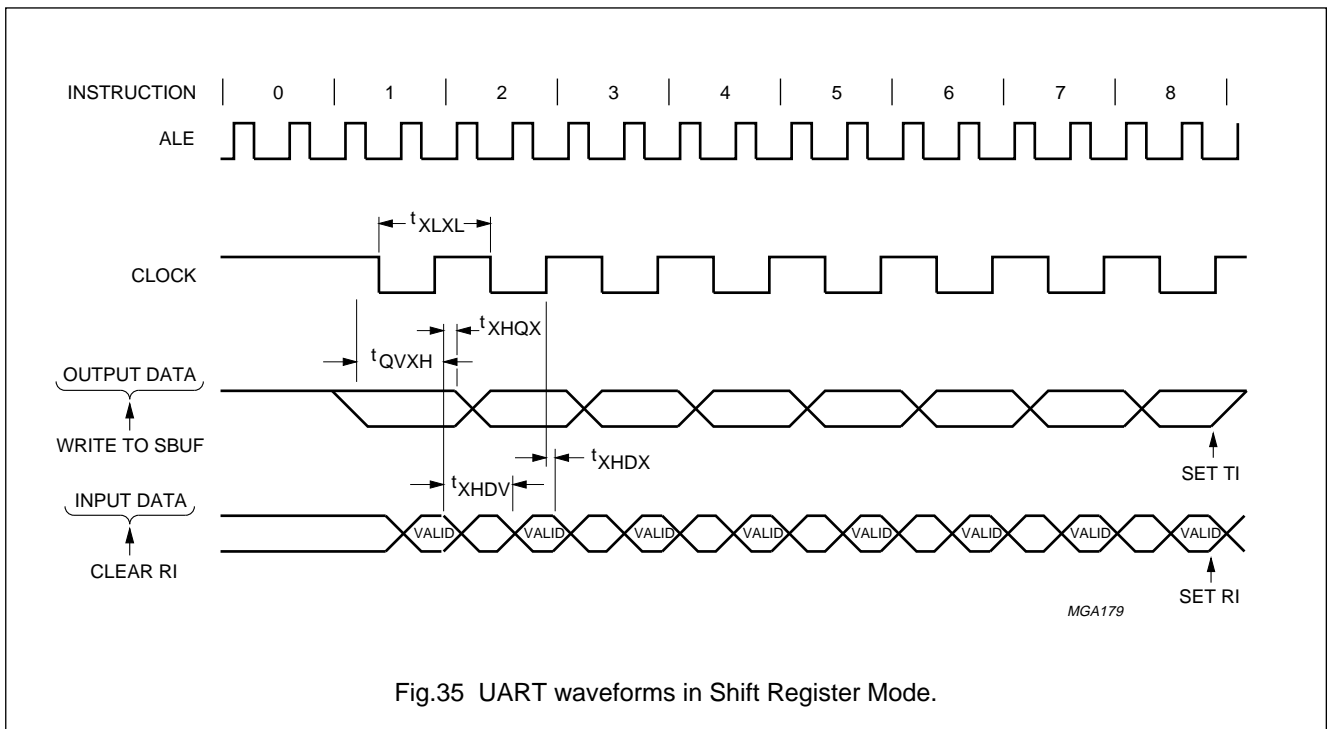 INSTRUCTION 0 1 2 3 4 5 6 7 8
ALE
tXLXL
CLOCK
tXHQX
tQVXH
OUTPUT DATA
WRITE TO SBUF
tXHDX
SET TI
tXHDV
INPUT DATA
VALID VALID VALID VALID VALID VALID VALID VALID
CLEAR RI
SET RI
MGA179
Fig.35 UART waveforms in Shift Register Mode.